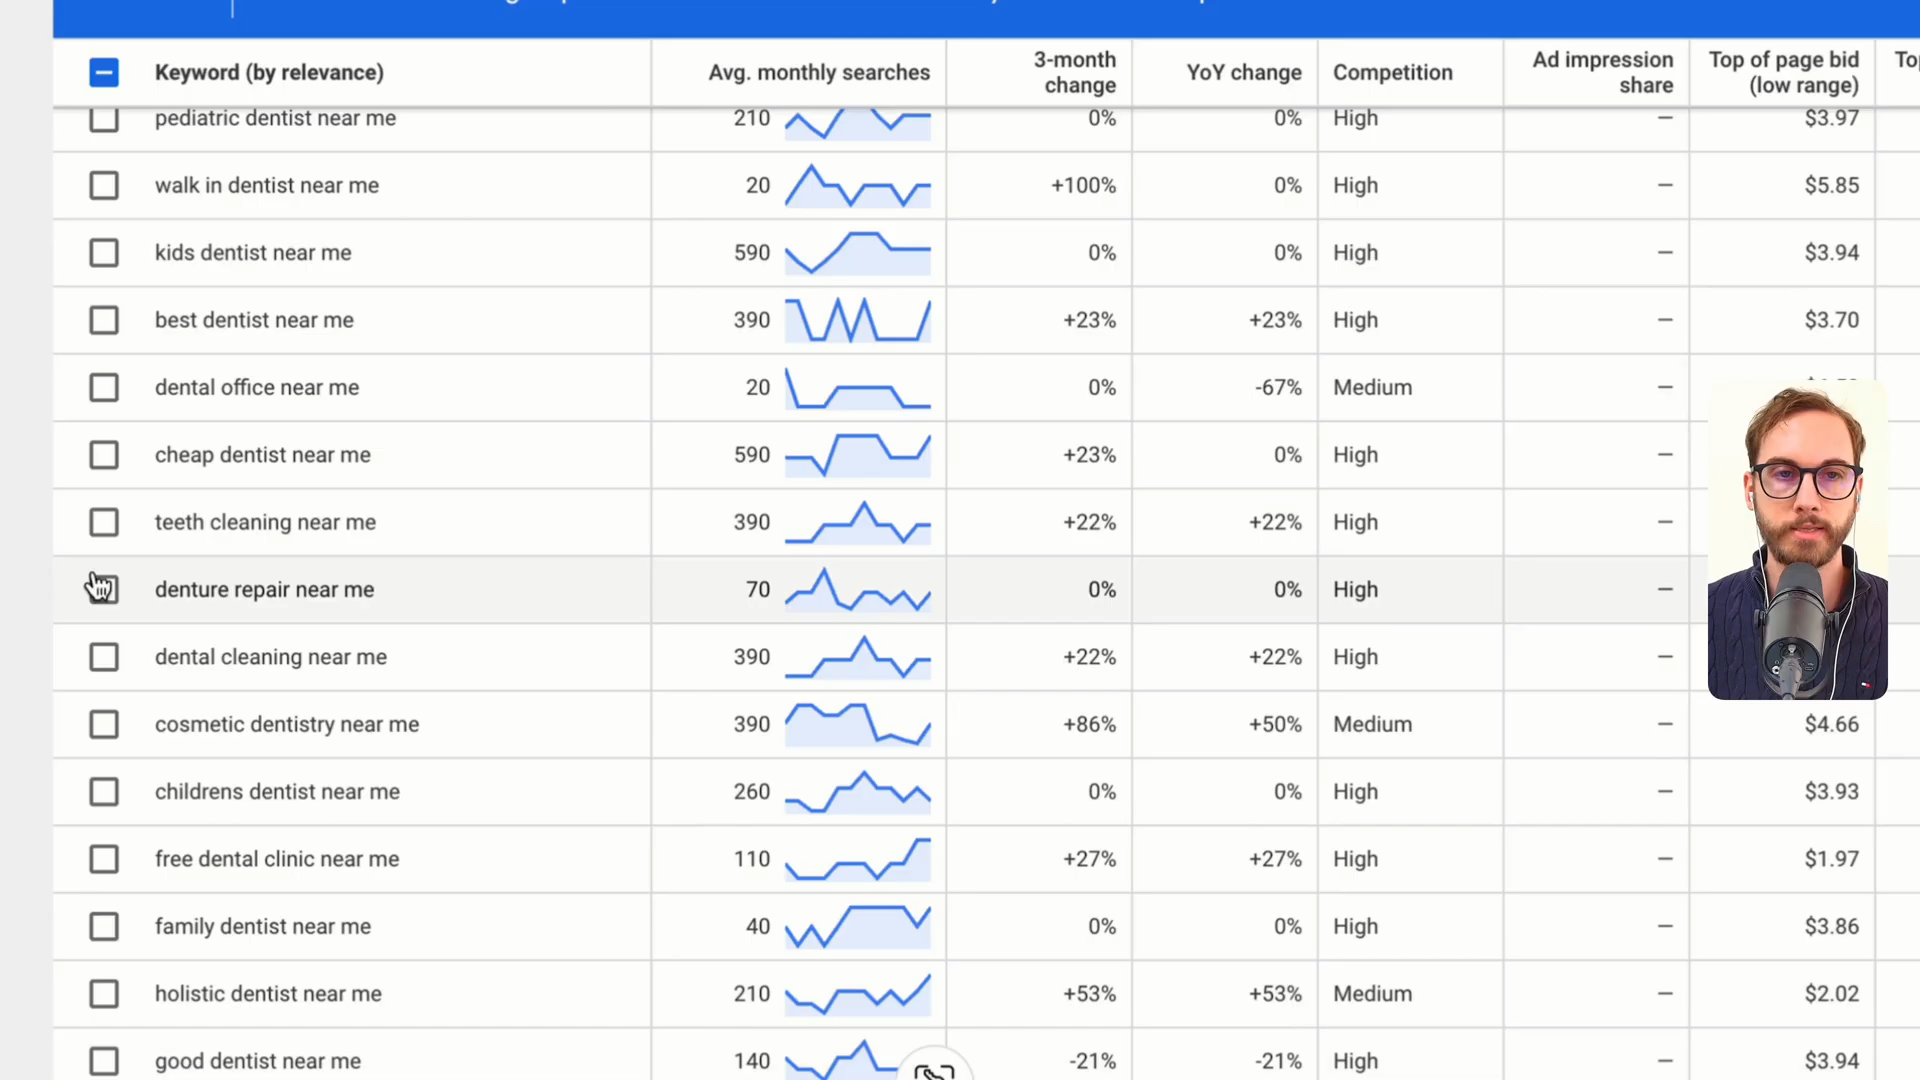 Keyword (by relevance) Avg. monthly searches 3-month change YoY change Competition Ad impression share Top of page bid (low range)
pediatric dentist near me 210 0% 0% High – $3.97
walk in dentist near me 20 +100% 0% High – $5.85
kids dentist near me 590 0% 0% High – $3.94
best dentist near me 390 +23% +23% High – $3.70
dental office near me 20 0% -67% Medium –
cheap dentist near me 590 +23% 0% High –
teeth cleaning near me 390 +22% +22% High –
denture repair near me 70 0% 0% High –
dental cleaning near me 390 +22% +22% High –
cosmetic dentistry near me 390 +86% +50% Medium – $4.66
childrens dentist near me 260 0% 0% High – $3.93
free dental clinic near me 110 +27% +27% High – $1.97
family dentist near me 40 0% 0% High – $3.86
holistic dentist near me 210 +53% +53% Medium – $2.02
good dentist near me 140 -21% -21% High – $3.94